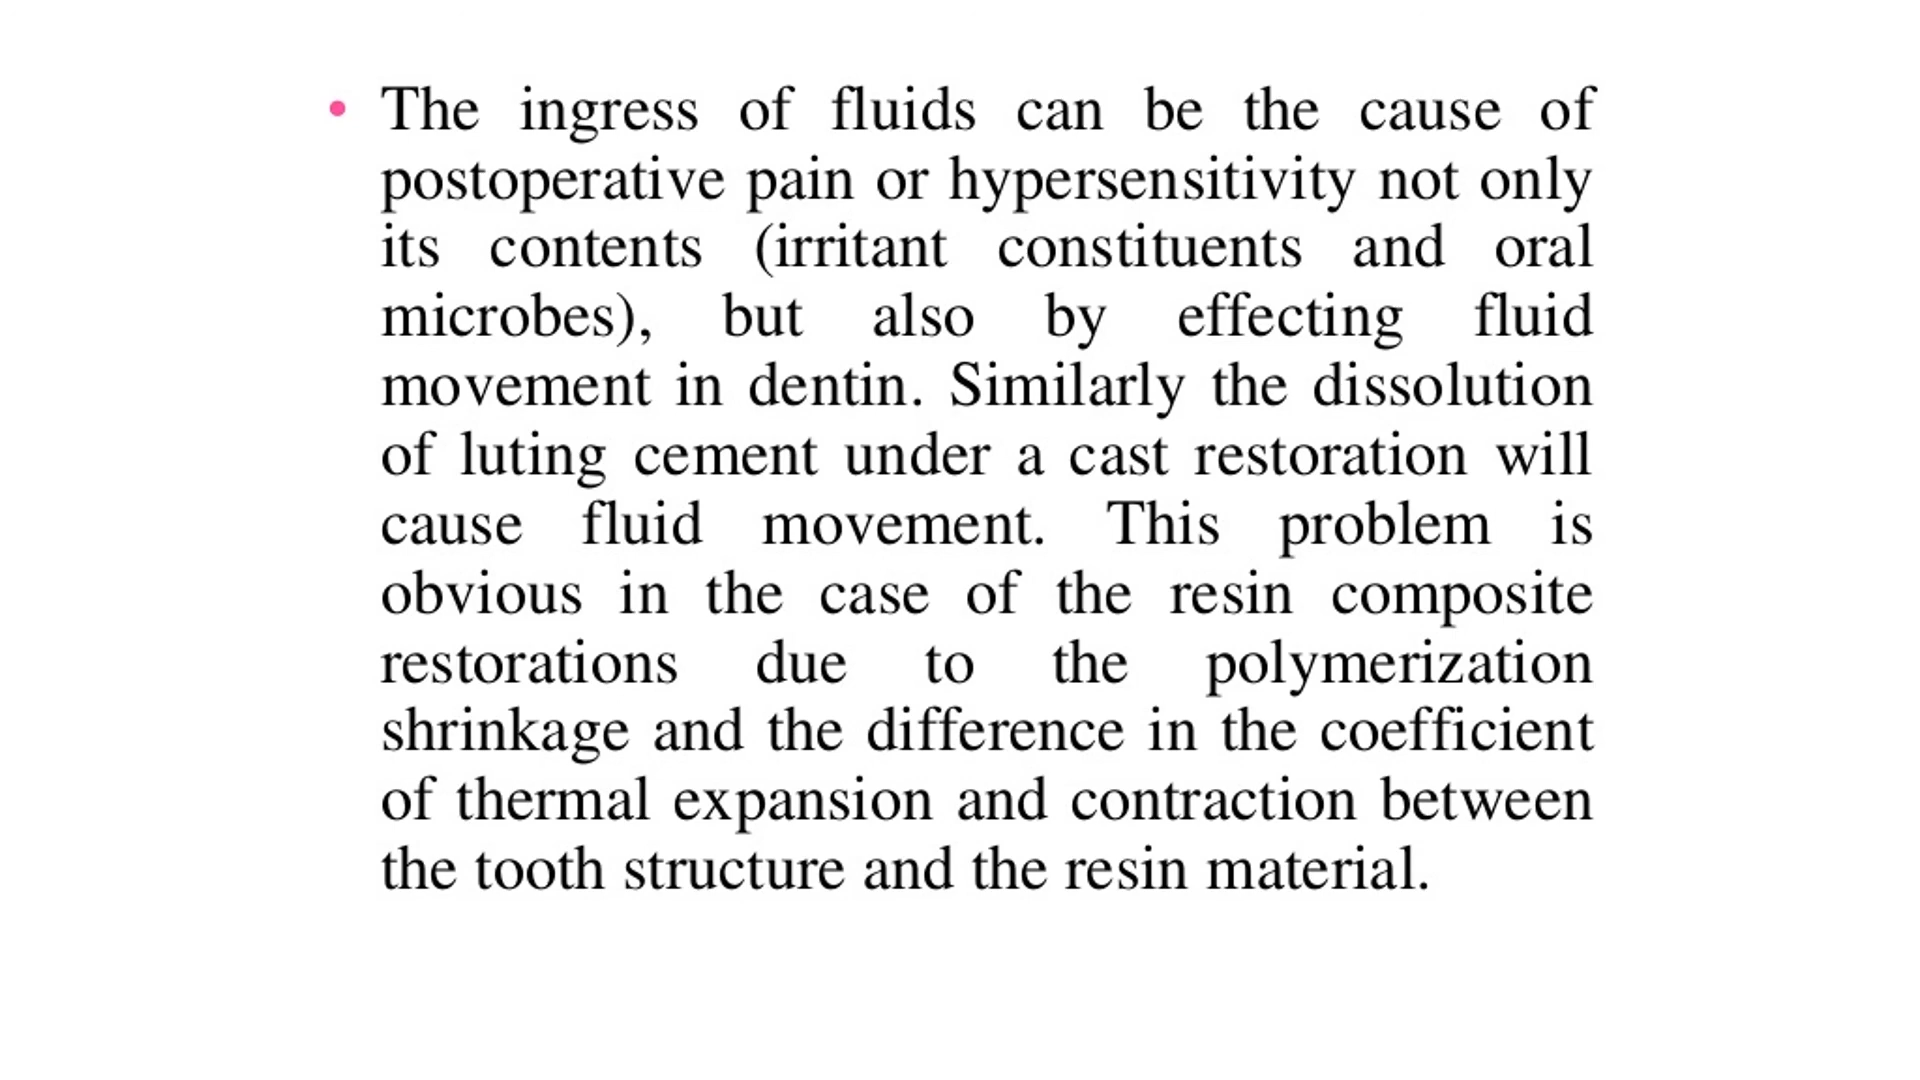 • The ingress of fluids can be the cause of
postoperative pain or hypersensitivity not only
its contents (irritant constituents and oral
microbes), but also by effecting fluid
movement in dentin. Similarly the dissolution
of luting cement under a cast restoration will
cause fluid movement. This problem is
obvious in the case of the resin composite
restorations due to the polymerization
shrinkage and the difference in the coefficient
of thermal expansion and contraction between
the tooth structure and the resin material.